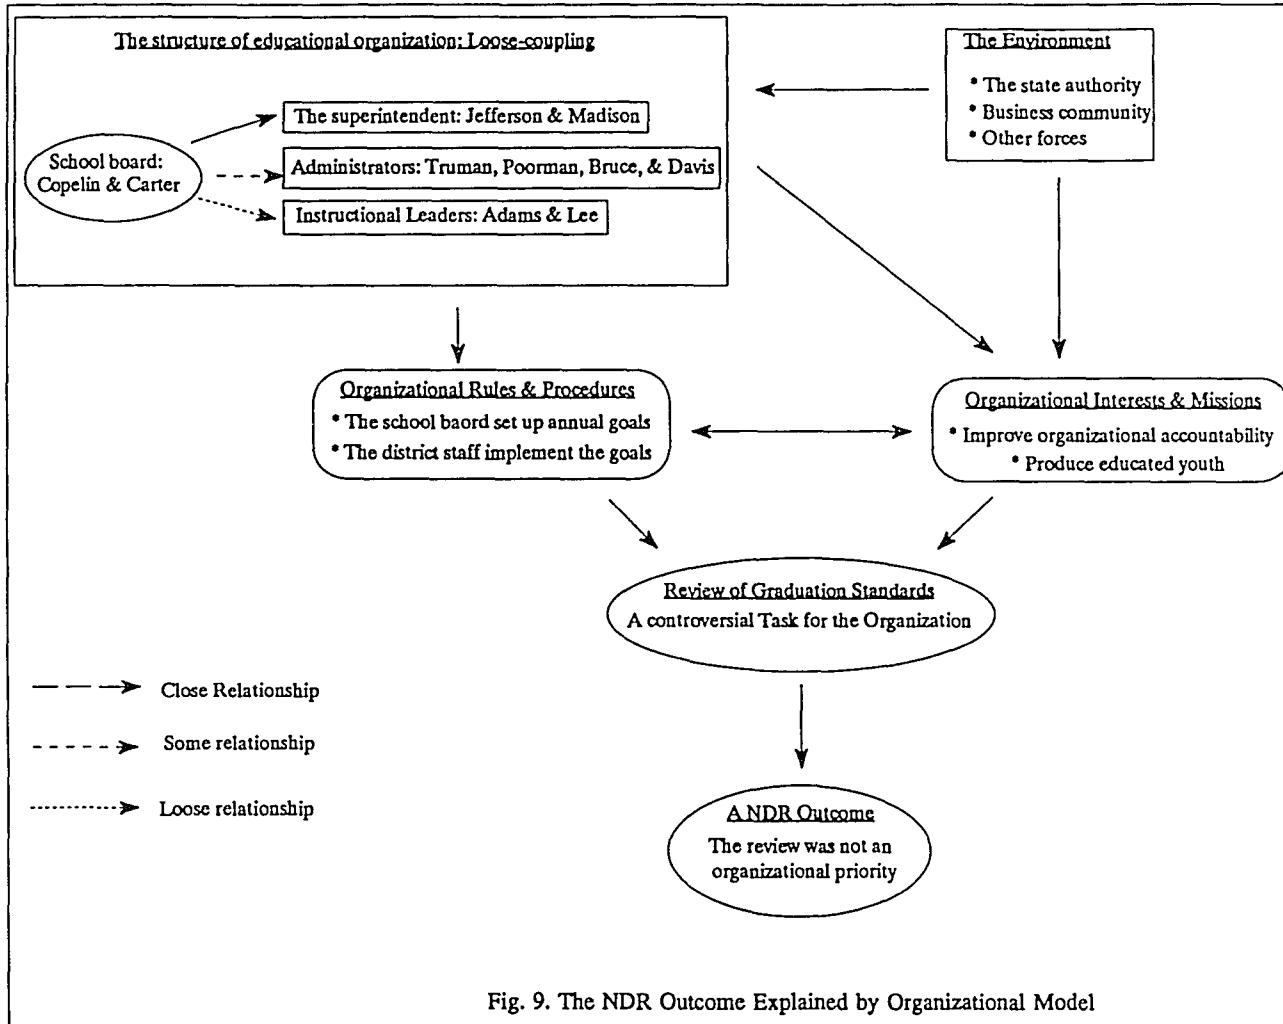 The structure of educational organization: Loose-coupling
The superintendent: Jefferson & Madison
School board:
Copelin & Carter
Administrators: Truman, Poorman, Bruce, & Davis
Instructional Leaders: Adams & Lee
The Environment
* The state authority
* Business community
* Other forces
Organizational Rules & Procedures
* The school baord set up annual goals
* The district staff implement the goals
Organizational Interests & Missions
* Improve organizational accountability
* Produce educated youth
Review of Graduation Standards
A controversial Task for the Organization
Close Relationship
Some relationship
Loose relationship
A NDR Outcome
The review was not an
organizational priority
Fig. 9. The NDR Outcome Explained by Organizational Model